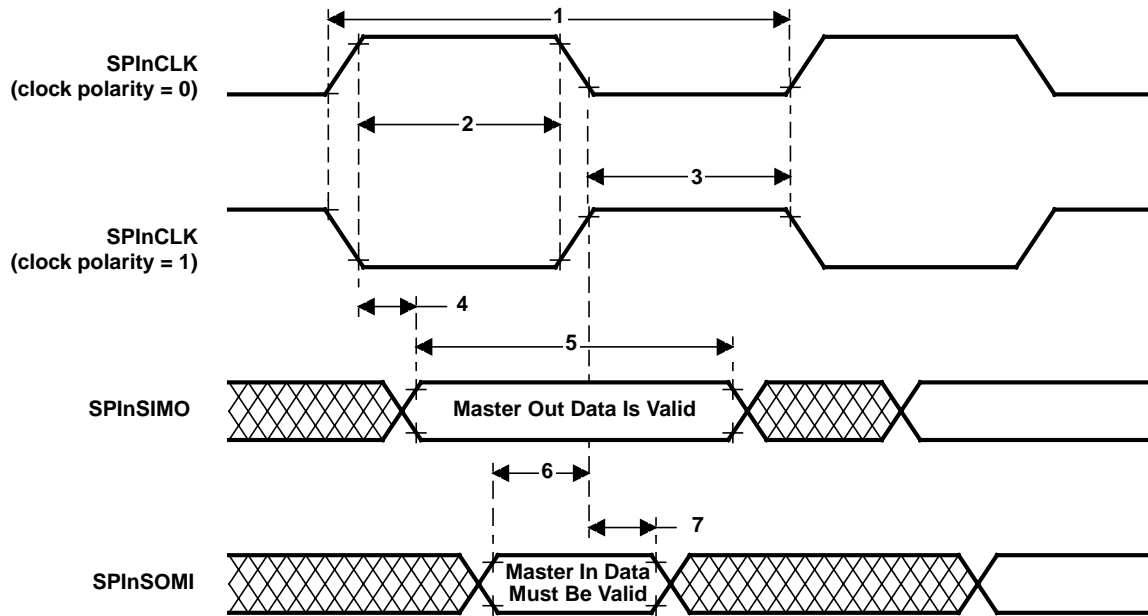 1
SPInCLK
(clock polarity = 0)
2
3
SPInCLK
(clock polarity = 1)
4
5
SPInSIMO
Master Out Data Is Valid
6
7
SPInSOMI
Master In Data
Must Be Valid